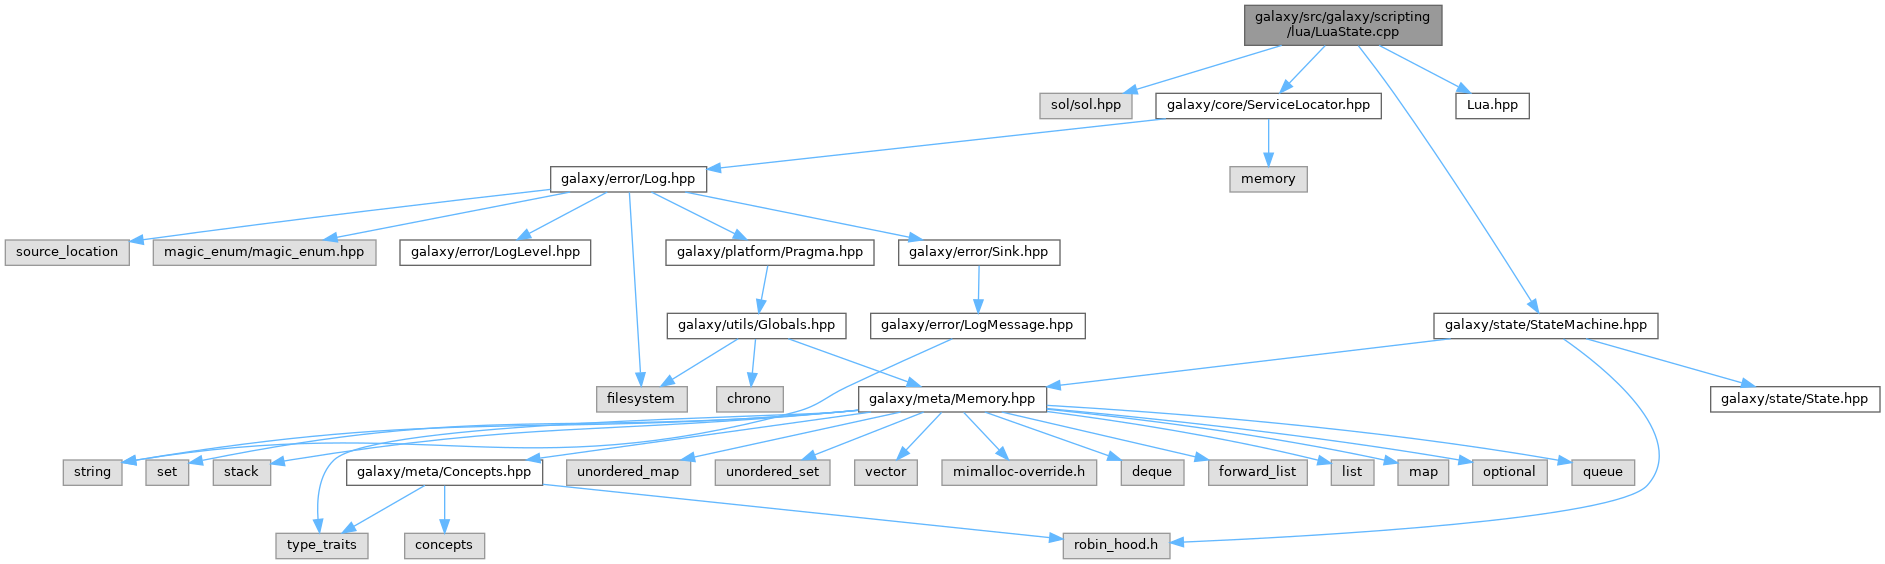 galaxy/src/galaxy/scripting
/lua/LuaState.cpp
sol/sol.hpp
galaxy/core/ServiceLocator.hpp
Lua.hpp
galaxy/error/Log.hpp
memory
source_location
magic_enum/magic_enum.hpp
galaxy/error/LogLevel.hpp
galaxy/platform/Pragma.hpp
galaxy/error/Sink.hpp
galaxy/utils/Globals.hpp
galaxy/error/LogMessage.hpp
galaxy/state/StateMachine.hpp
filesystem
chrono
galaxy/meta/Memory.hpp
galaxy/state/State.hpp
string
set
stack
galaxy/meta/Concepts.hpp
unordered_map
unordered_set
vector
mimalloc-override.h
deque
forward_list
list
map
optional
queue
type_traits
concepts
robin_hood.h